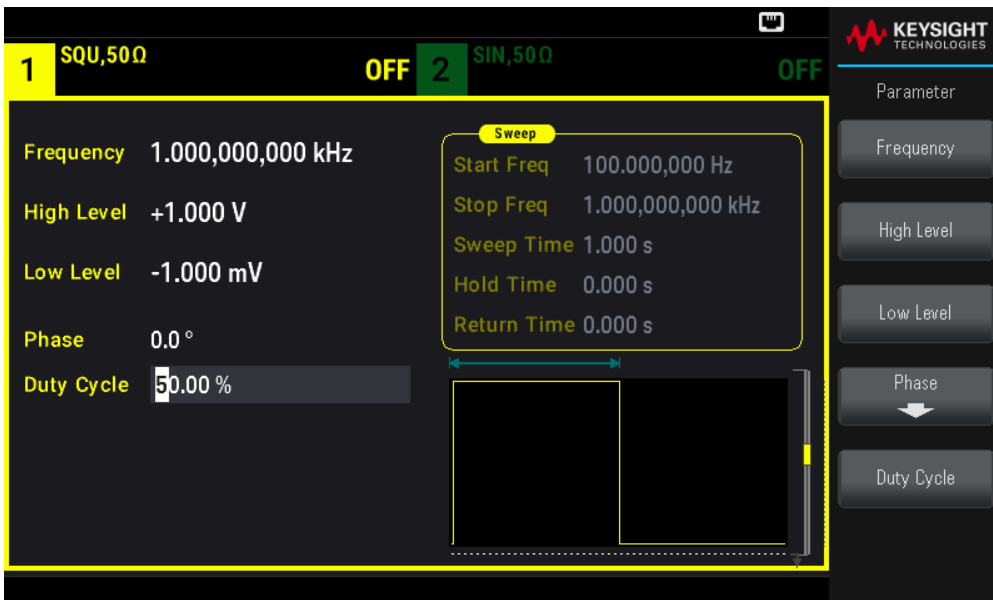 KEYSIGHT
TECHNOLOGIES
1 SQU,50Ω OFF
2 SIN,50Ω OFF
Frequency 1.000,000,000 kHz
High Level +1.000 V
Low Level -1.000 mV
Phase 0.0 °
Duty Cycle 50.00 %
Sweep
Start Freq 100.000,000 Hz
Stop Freq 1.000,000,000 kHz
Sweep Time 1.000 s
Hold Time 0.000 s
Return Time 0.000 s
Parameter
Frequency
High Level
Low Level
Phase
Duty Cycle